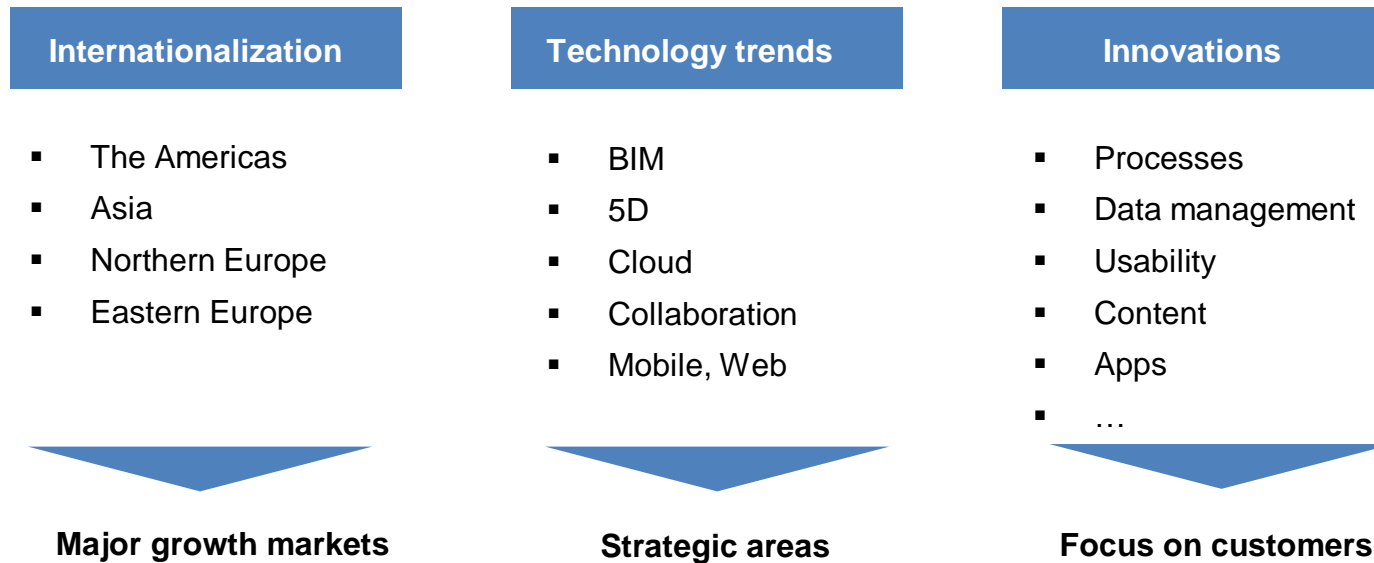 Internationalization
The Americas
Asia
Northern Europe
Eastern Europe
Major growth markets
Technology trends
BIM
5D
Cloud
Collaboration
Mobile, Web
Strategic areas
Innovations
Processes
Data management
Usability
Content
Apps
…
Focus on customers